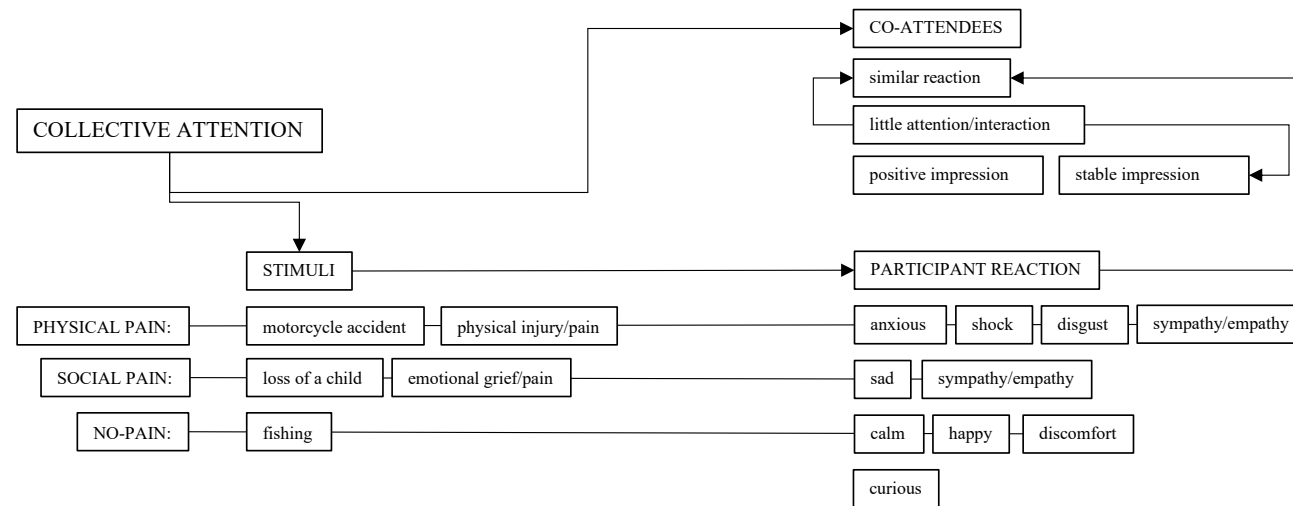 CO-ATTENDEES
similar reaction
COLLECTIVE ATTENTION
little attention/interaction
positive impression
stable impression
STIMULI
PARTICIPANT REACTION
PHYSICAL PAIN:
motorcycle accident
physical injury/pain
anxious
shock
disgust
sympathy/empathy
SOCIAL PAIN:
loss of a child
emotional grief/pain
sad
sympathy/empathy
NO-PAIN:
fishing
calm
happy
discomfort
curious